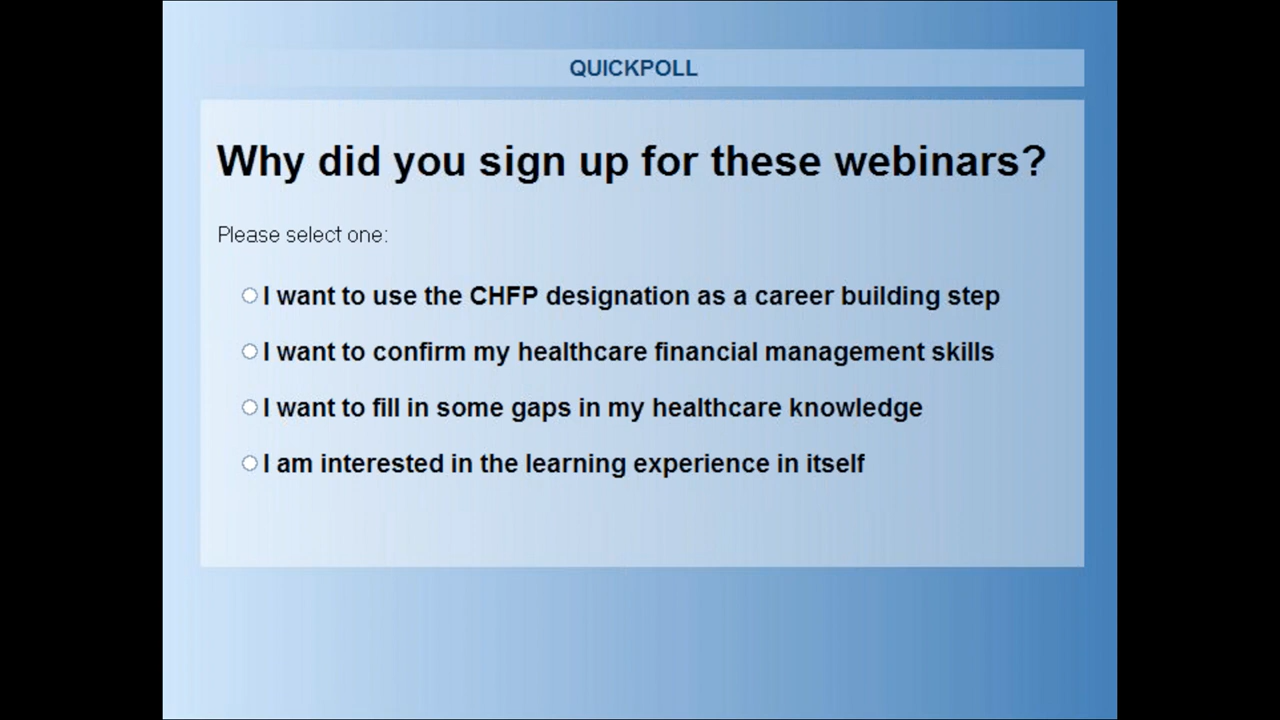 QUICKPOLL
Why did you sign up for these webinars?
Please select one:
I want to use the CHFP designation as a career building step
I want to confirm my healthcare financial management skills
I want to fill in some gaps in my healthcare knowledge
I am interested in the learning experience in itself